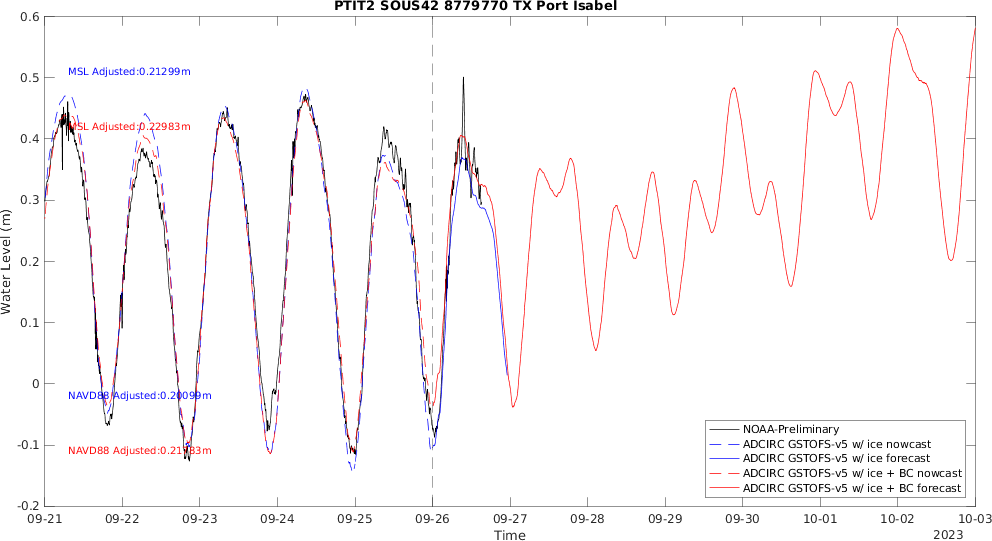 PTIT2 SOUS42 8779770 TX Port Isabel
0.6
0.5
0.4
0.3
0.2
0.1
0
-0.1
-0.2
Water Level (m)
MSL Adjusted:0.21299m
MSL Adjusted:0.22983m
NAVD88 Adjusted:0.20099m
NAVD88 Adjusted:
NOAA-Preliminary
ADCIRC GSTOFS-v5 w/ ice nowcast
ADCIRC GSTOFS-v5 w/ ice forecast
ADCIRC GSTOFS-v5 w/ ice + BC nowcast
ADCIRC GSTOFS-v5 w/ ice + BC forecast
09-21 09-22 09-23 09-24 09-25 09-26 09-27 09-28 09-29 09-30 10-01 10-02 10-03
Time
2023